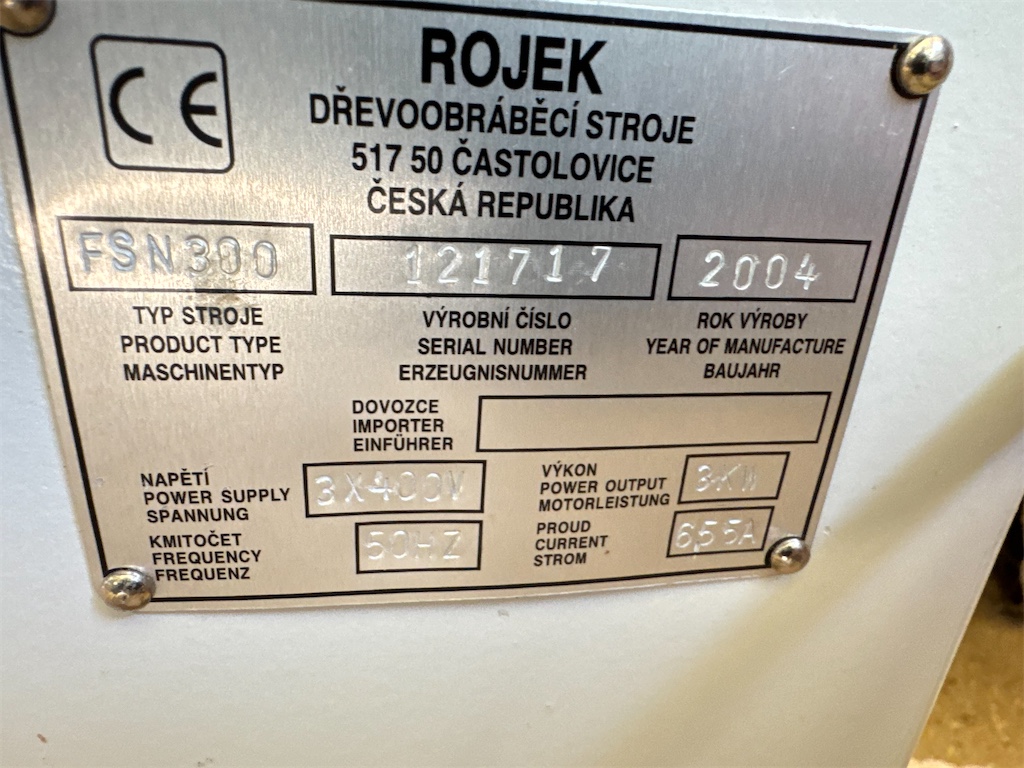 CE
ROJEK
DŘEVOOBRÁBĚCÍ STROJE
517 50 ČASTOLOVICE
ČESKÁ REPUBLIKA
FSN300 121717 2004
TYP STROJE VÝROBNÍ ČÍSLO ROK VÝROBY
PRODUCT TYPE SERIAL NUMBER YEAR OF MANUFACTURE
MASCHINENTYP ERZEUGNISNUMMER BAUJAHR
DOVOZCE
IMPORTER
EINFÜHRER
NAPĚTÍ
POWER SUPPLY 3X400V
SPANNUNG
VÝKON
POWER OUTPUT 3KW
MOTORLEISTUNG
KMITOČET
FREQUENCY 50HZ
FREQUENZ
PROUD
CURRENT 6,55A
STROM